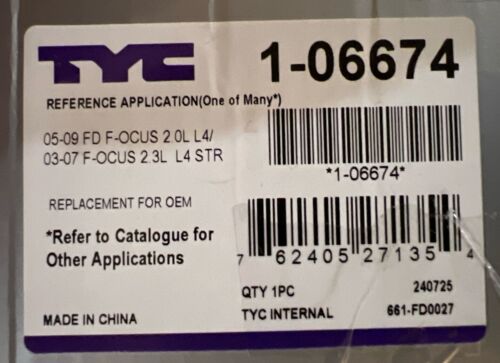 TYC 1-06674
REFERENCE APPLICATION(One of Many*)
05-09 FD F-OCUS 2.0L L4/
03-07 F-OCUS 2.3L L4 STR
*1-06674*
REPLACEMENT FOR OEM
*Refer to Catalogue for
Other Applications
7 62405 27135 4
QTY 1PC 240725
MADE IN CHINA TYC INTERNAL 661-FD0027